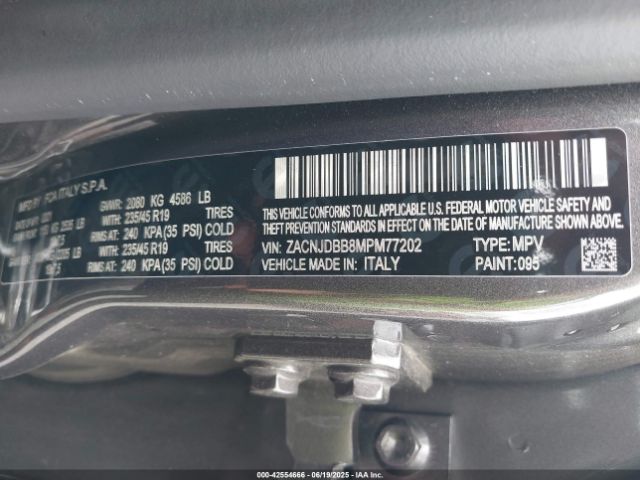 MFD BY FCA ITALY S.P.A.
GWNR: 2080 KG 4586 LB
WITH: 235/45 R19 TIRES
RIMS AT: 240 KPA(35 PSI) COLD
WITH: 235/45 R19 TIRES
RIMS AT: 240 KPA(35 PSI) COLD
THIS VEHICLE CONFORMS TO ALL APPLICABLE U.S. FEDERAL MOTOR VEHICLE SAFETY AND
THEFT PREVENTION STANDARDS IN EFFECT ON THE DATE OF MANUFACTURE SHOWN ABOVE.
VIN: ZACNJDBB8MPM77202 TYPE: MPV
VEHICLE MADE IN: ITALY PAINT: 095
000-42554666 - 06/19/2025 - IAAI.COM